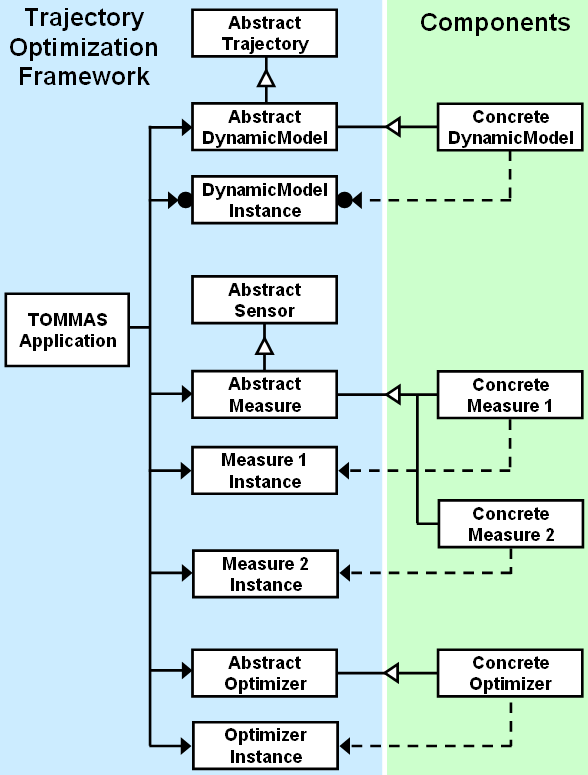 Trajectory
Optimization
Framework
Components
Abstract
Trajectory
Abstract
DynamicModel
Concrete
DynamicModel
DynamicModel
Instance
Abstract
Sensor
TOMMAS
Application
Abstract
Measure
Concrete
Measure 1
Measure 1
Instance
Concrete
Measure 2
Measure 2
Instance
Abstract
Optimizer
Concrete
Optimizer
Optimizer
Instance